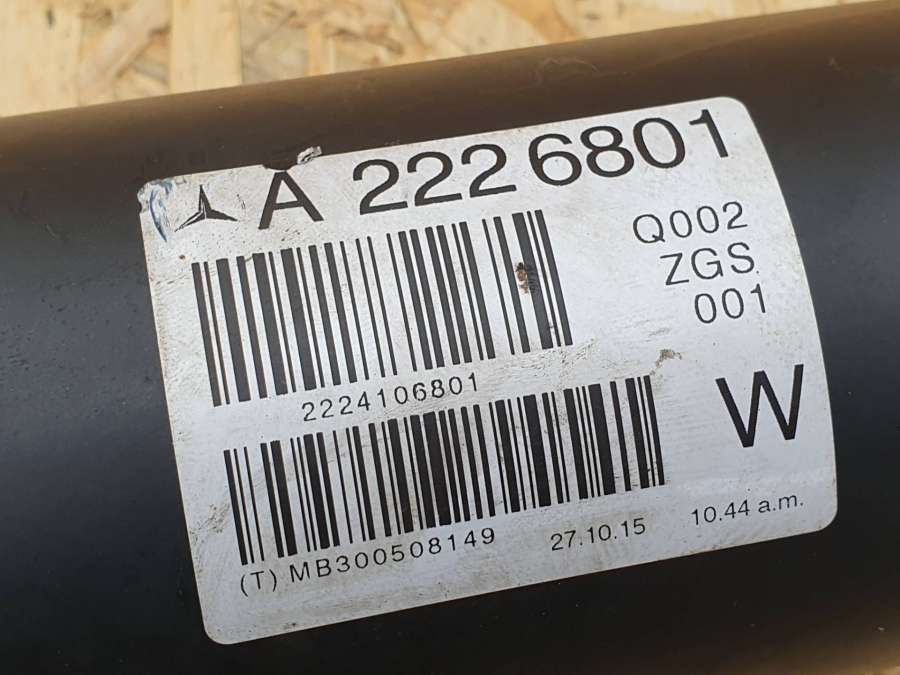 A 222 6801
Q002
ZGS
001
2224106801
W
(T) MB300508149 27.10.15 10.44 a.m.